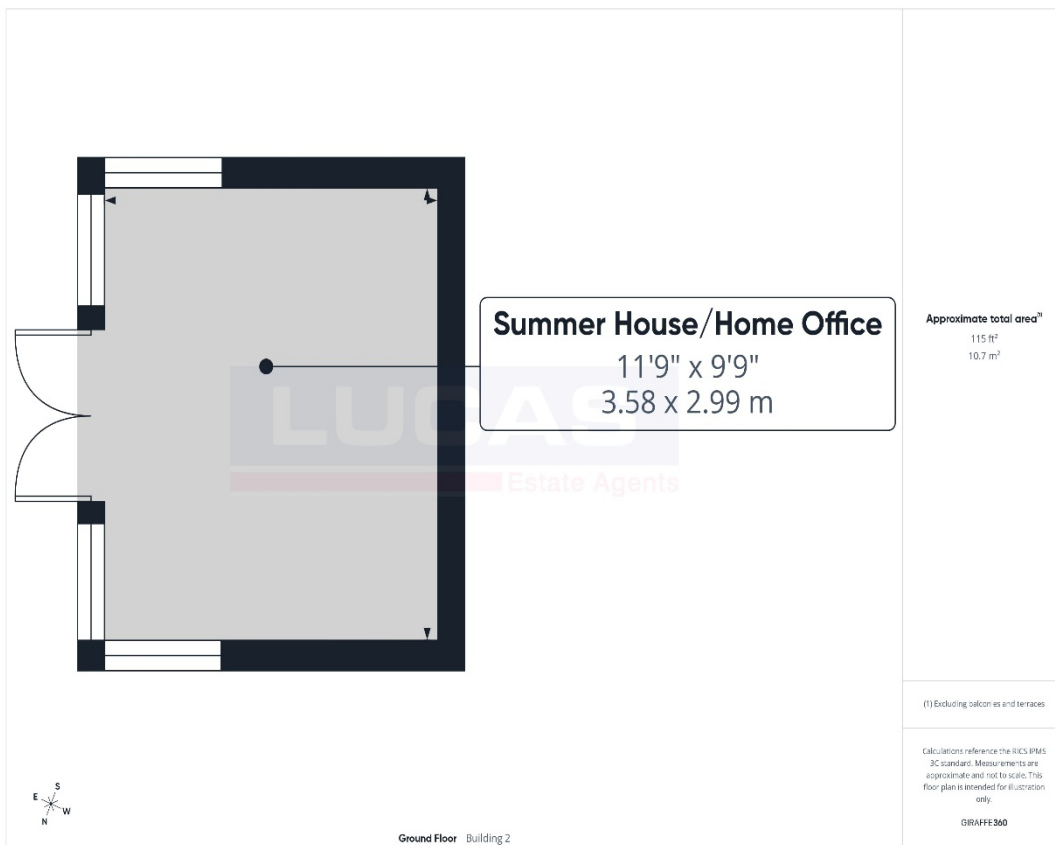 Summer House/Home Office
11'9" x 9'9"
3.58 x 2.99 m
LUCAS
Estate Agents
Approximate total area(1)
115 ft²
10.7 m²
(1) Excluding balconies and terraces
Calculations reference the RICS IPMS
3C standard. Measurements are
approximate and not to scale. This
floor plan is intended for illustration
only.
GIRAFFE360
S
E
W
N
Ground Floor Building 2